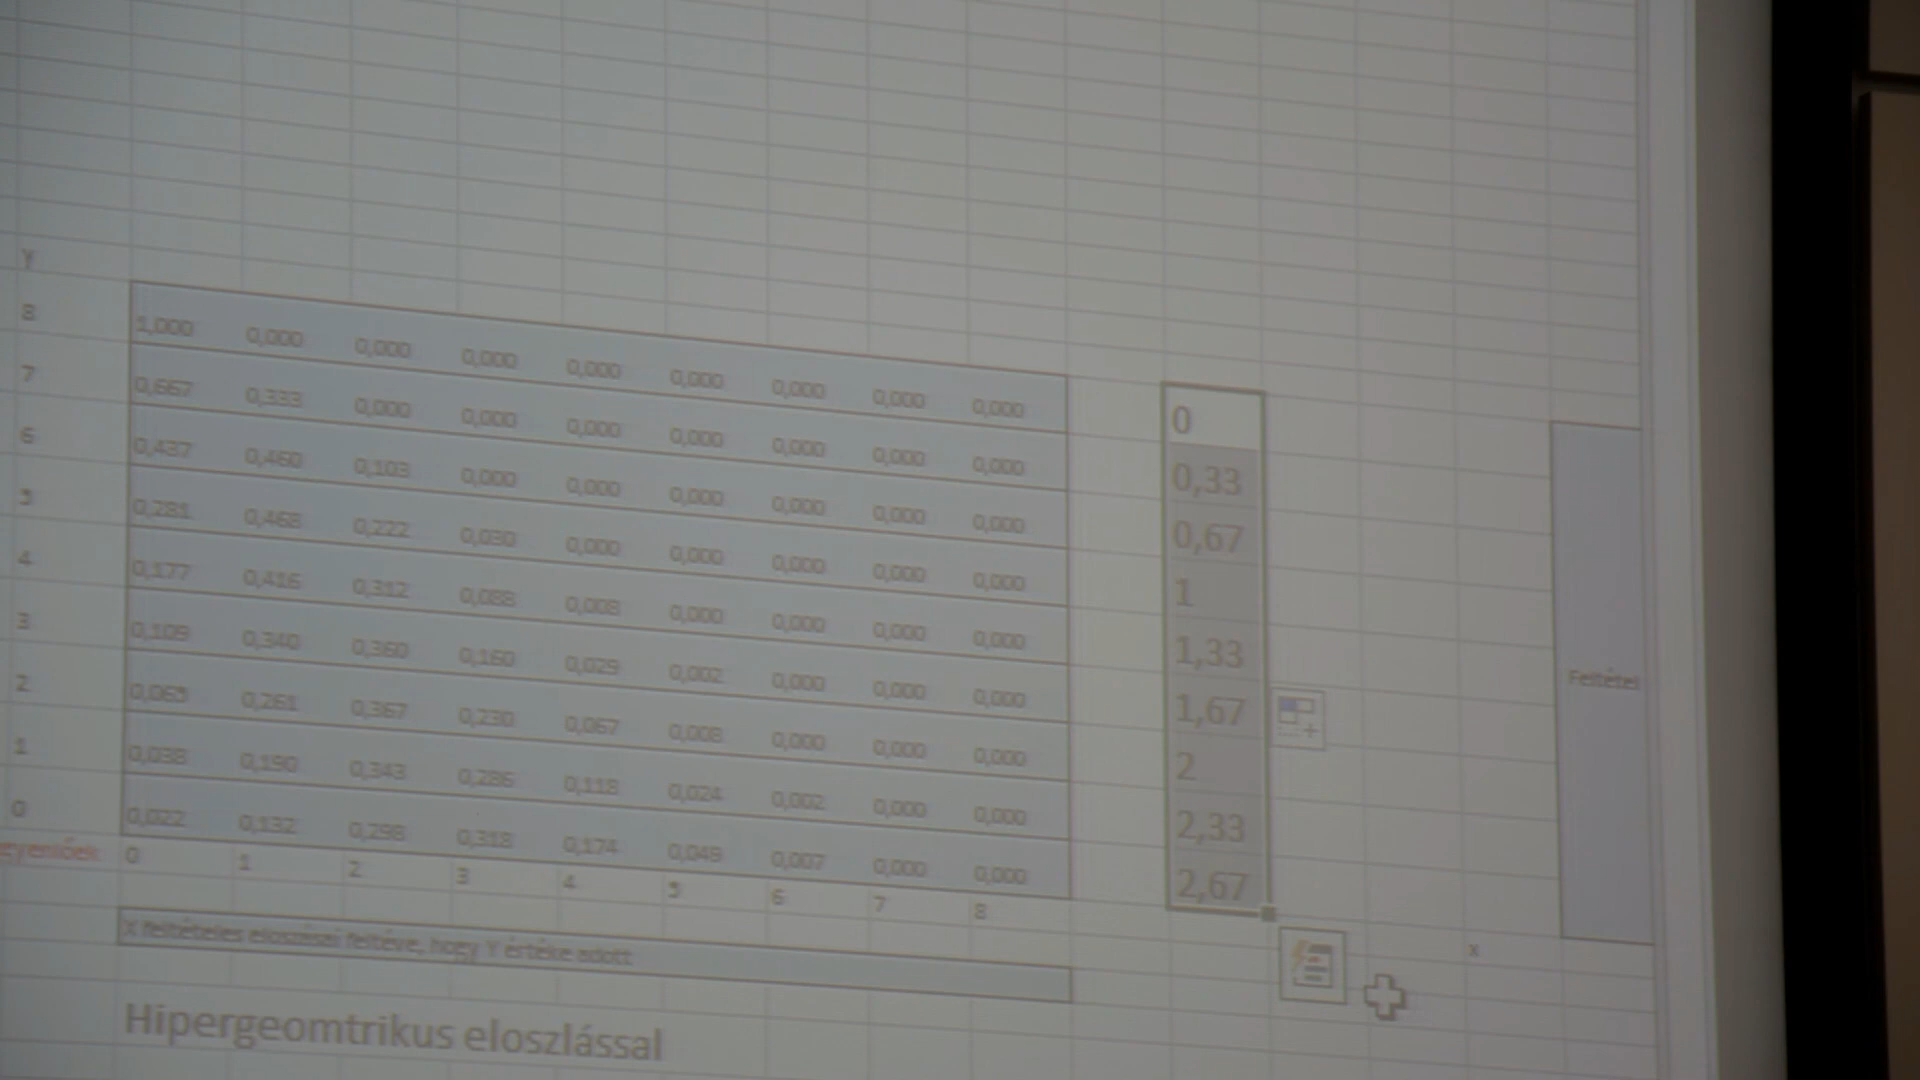 Y
8 1,000 0,000 0,000 0,000 0,000 0,000 0,000 0,000 0,000 0
7 0,667 0,333 0,000 0,000 0,000 0,000 0,000 0,000 0,000 0,33
6 0,437 0,460 0,103 0,000 0,000 0,000 0,000 0,000 0,000 0,67
5 0,281 0,468 0,222 0,030 0,000 0,000 0,000 0,000 0,000 1
4 0,177 0,416 0,312 0,088 0,008 0,000 0,000 0,000 0,000 1,33
3 0,109 0,340 0,360 0,160 0,029 0,002 0,000 0,000 0,000 1,67
2 0,065 0,261 0,367 0,230 0,067 0,008 0,000 0,000 0,000 2
1 0,038 0,190 0,343 0,286 0,118 0,024 0,002 0,000 0,000 2,33
0 0,022 0,132 0,298 0,318 0,174 0,049 0,007 0,000 0,000 2,67
0 1 2 3 4 5 6 7 8
x
Feltétel
X feltételes eloszásai feltéve, hogy Y értéke adott
Hipergeomtrikus eloszlással